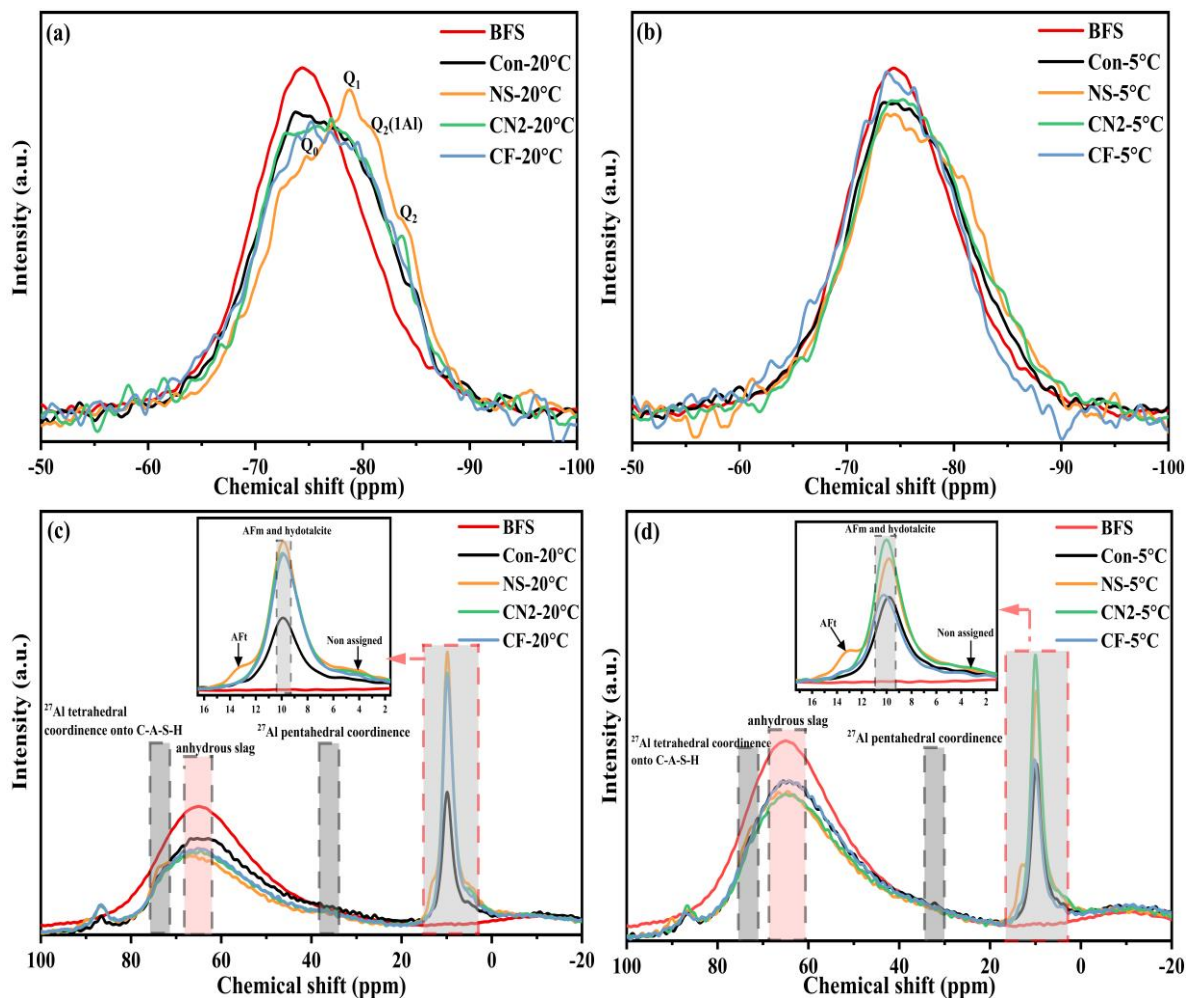 (a)
BFS
Con-20°C
NS-20°C
CN2-20°C
CF-20°C
Q1
Q2(1Al)
Q0
Q2
Intensity (a.u.)
-50 -60 -70 -80 -90 -100
Chemical shift (ppm)
(b)
BFS
Con-5°C
NS-5°C
CN2-5°C
CF-5°C
Intensity (a.u.)
-50 -60 -70 -80 -90 -100
Chemical shift (ppm)
(c)
BFS
Con-20°C
NS-20°C
CN2-20°C
CF-20°C
AFm and hydotalcite
AFt
Non assigned
16 14 12 10 8 6 4 2
27Al tetrahedral
coordinence onto C-A-S-H
anhydrous slag
27Al pentahedral coordinence
Intensity (a.u.)
100 80 60 40 20 0 -20
Chemical shift (ppm)
(d)
BFS
Con-5°C
NS-5°C
CN2-5°C
CF-5°C
AFm and hydotalcite
AFt
Non assigned
16 14 12 10 8 6 4 2
anhydrous slag
27Al tetrahedral coordinence
onto C-A-S-H
27Al pentahedral coordinence
Intensity (a.u.)
100 80 60 40 20 0 -20
Chemical shift (ppm)